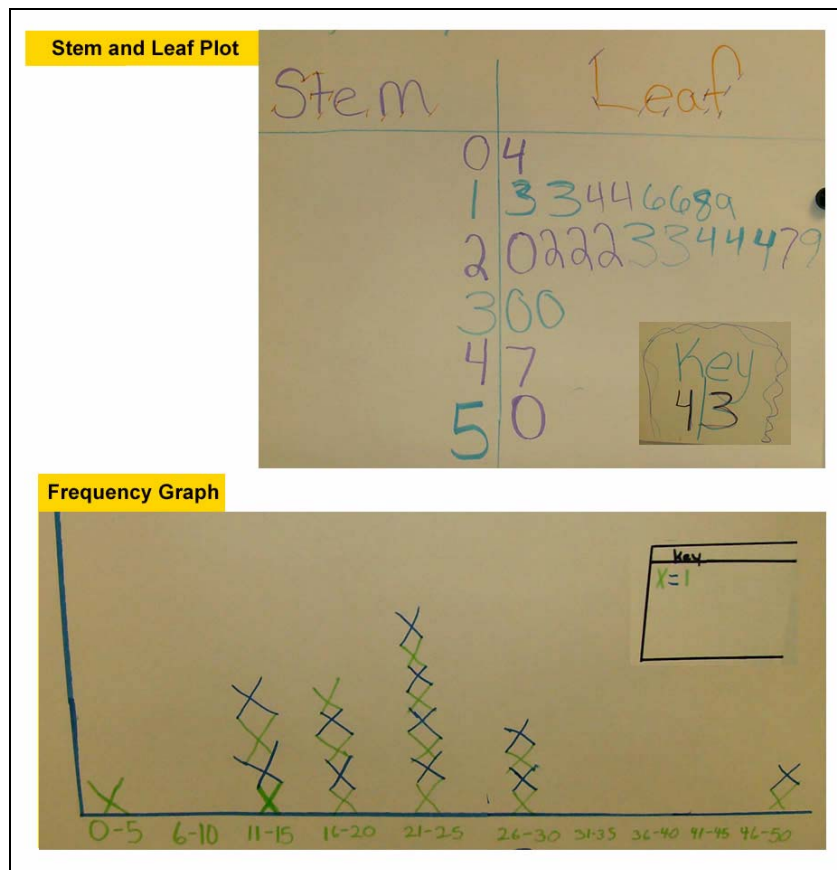 Stem and Leaf Plot
Stem Leaf
0 4
1 33446689
2 02223344479
3 00
4 7
5 0
Key
4|3
Frequency Graph
Key
X=1
0-5 6-10 11-15 16-20 21-25 26-30 31-35 36-40 41-45 46-50